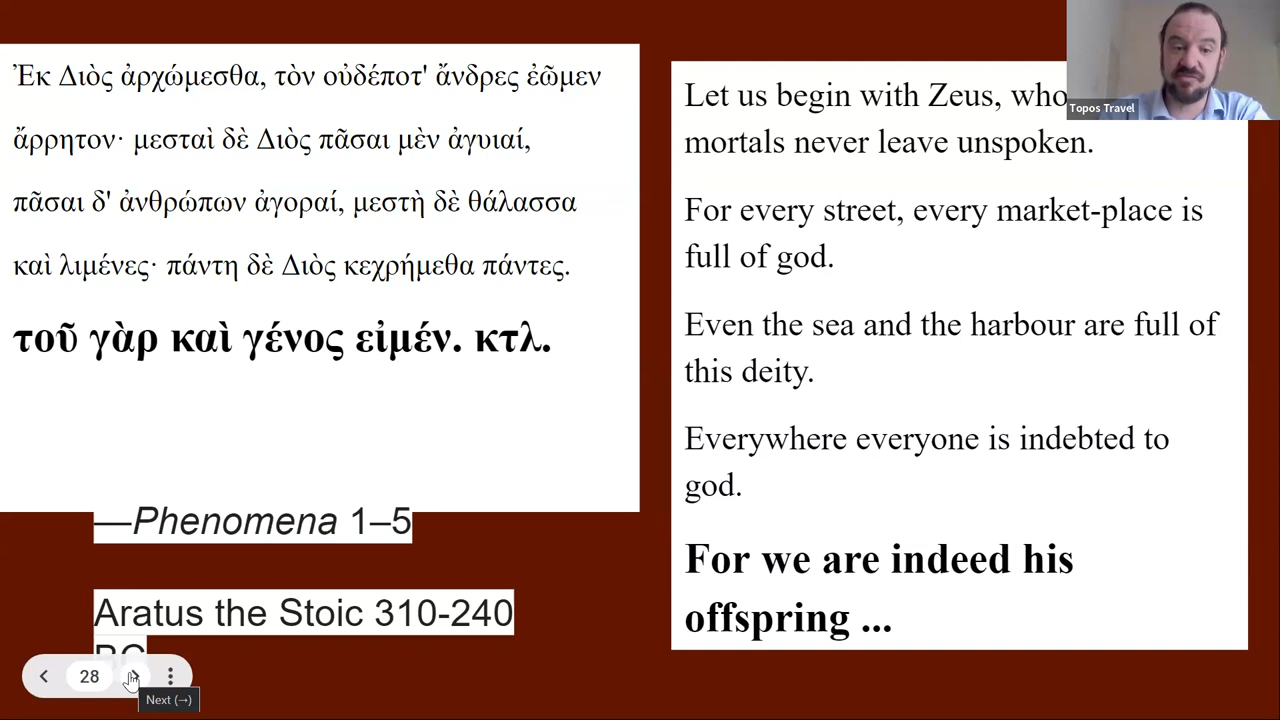 Ἐκ Διὸς ἀρχώμεσθα, τὸν οὐδέποτ' ἄνδρες ἐῶμεν
ἄρρητον· μεσταὶ δὲ Διὸς πᾶσαι μὲν ἀγυιαί,
πᾶσαι δ' ἀνθρώπων ἀγοραί, μεστὴ δὲ θάλασσα
καὶ λιμένες· πάντη δὲ Διὸς κεχρήμεθα πάντες.
τοῦ γὰρ καὶ γένος εἰμέν. κτλ.
—Phenomena 1–5
Aratus the Stoic 310-240
BC
Let us begin with Zeus, who
mortals never leave unspoken.
For every street, every market-place is
full of god.
Even the sea and the harbour are full of
this deity.
Everywhere everyone is indebted to
god.
For we are indeed his
offspring ...
Topos Travel
28
Next (→)